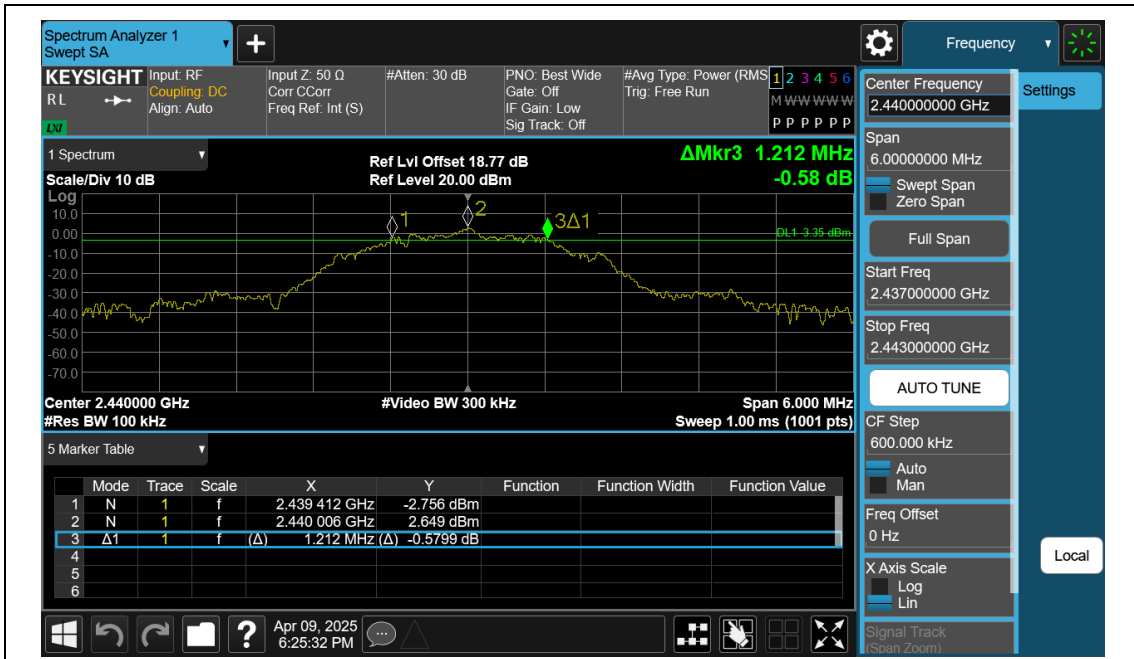 Spectrum Analyzer 1
Swept SA
+
Frequency
KEYSIGHT
RL
LXI
Input: RF
Coupling: DC
Align: Auto
Input Z: 50 Ω
Corr CCorr
Freq Ref: Int (S)
#Atten: 30 dB
PNO: Best Wide
Gate: Off
IF Gain: Low
Sig Track: Off
#Avg Type: Power (RMS
Trig: Free Run
1 2 3 4 5 6
M W W W W W
P P P P P P
Center Frequency
2.440000000 GHz
Settings
Span
6.00000000 MHz
Swept Span
Zero Span
Full Span
Start Freq
2.437000000 GHz
Stop Freq
2.443000000 GHz
AUTO TUNE
CF Step
600.000 kHz
Auto
Man
Freq Offset
0 Hz
X Axis Scale
Log
Lin
Signal Track
(Span Zoom)
Local
1 Spectrum
Scale/Div 10 dB
Ref Lvl Offset 18.77 dB
Ref Level 20.00 dBm
ΔMkr3 1.212 MHz
-0.58 dB
Log
10.0
0.00
-10.0
-20.0
-30.0
-40.0
-50.0
-60.0
-70.0
1
2
3Δ1
DL1 -3.35 dBm
Center 2.440000 GHz
#Video BW 300 kHz
Span 6.000 MHz
#Res BW 100 kHz
Sweep 1.00 ms (1001 pts)
5 Marker Table
Mode Trace Scale X Y Function Function Width Function Value
1 N 1 f 2.439 412 GHz -2.756 dBm
2 N 1 f 2.440 006 GHz 2.649 dBm
3 Δ1 1 f (Δ) 1.212 MHz (Δ) -0.5799 dB
4
5
6
?
Apr 09, 2025
6:25:32 PM